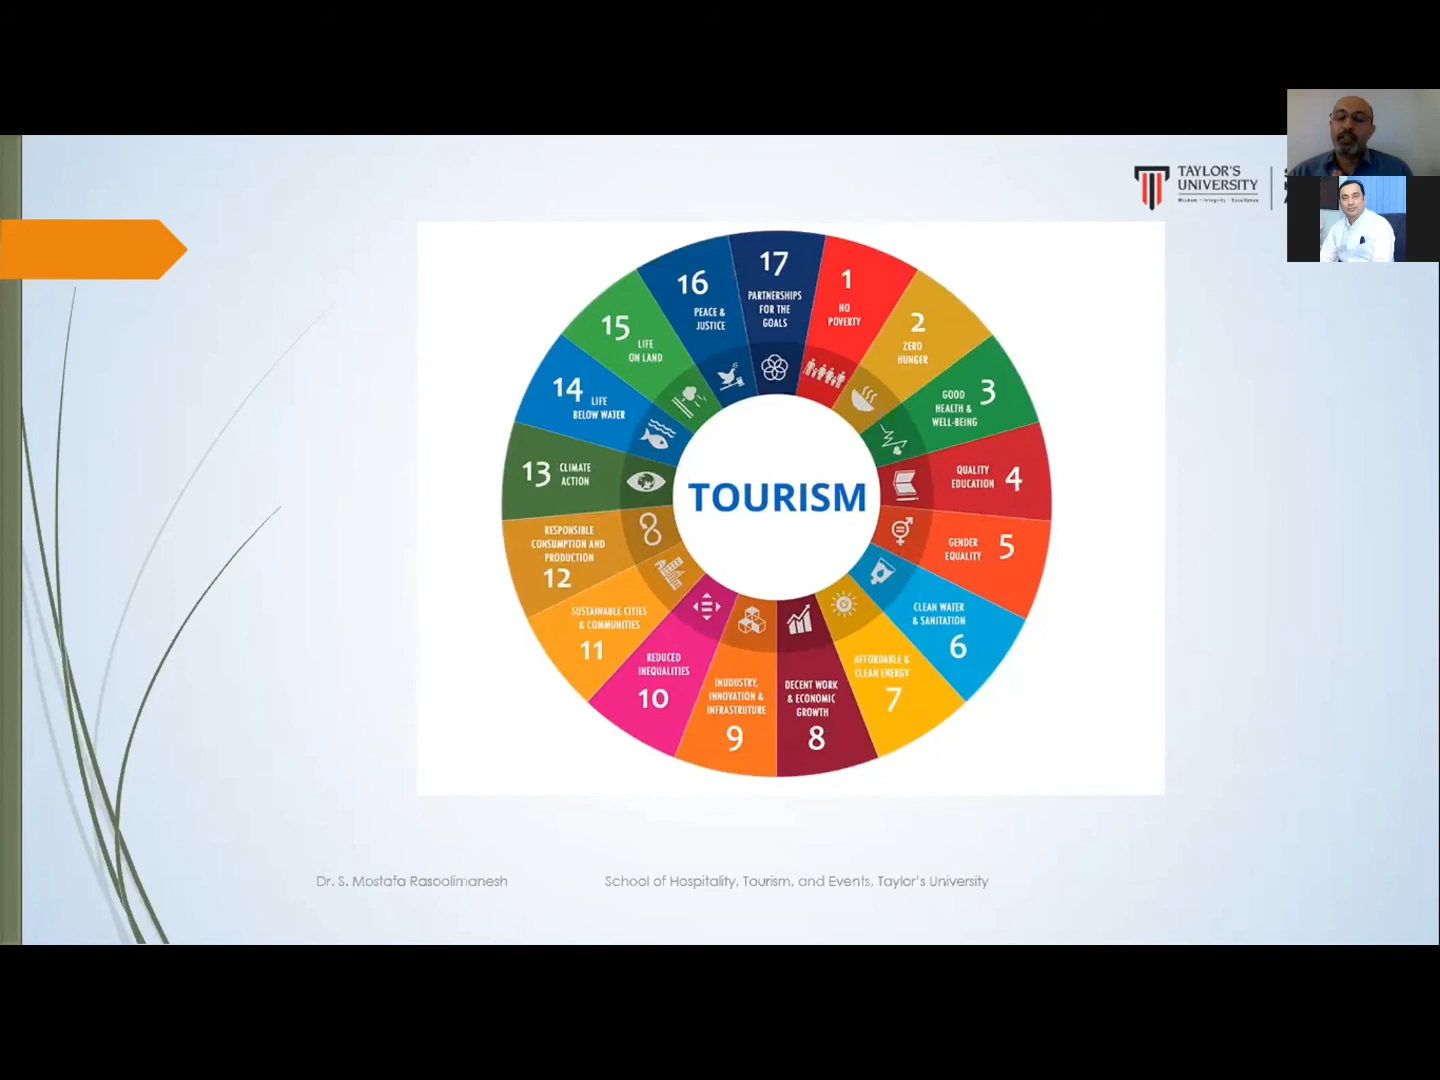 TAYLOR'S
UNIVERSITY
Wisdom · Integrity · Excellence
17
PARTNERSHIPS
FOR THE
GOALS
1
NO
POVERTY
2
ZERO
HUNGER
3
GOOD
HEALTH &
WELL-BEING
4
QUALITY
EDUCATION
5
GENDER
EQUALITY
6
CLEAN WATER
& SANITATION
7
AFFORDABLE &
CLEAN ENERGY
8
DECENT WORK
& ECONOMIC
GROWTH
9
INUDUSTRY,
INNOVATION &
INFRASTRUTURE
10
REDUCED
INEQUALITIES
11
SUSTAINABLE CITIES
& COMMUNITIES
12
RESPONSIBLE
CONSUMPTION AND
PRODUCTION
13
CLIMATE
ACTION
14
LIFE
BELOW WATER
15
LIFE
ON LAND
16
PEACE &
JUSTICE
TOURISM
Dr. S. Mostafa Rasoolimanesh
School of Hospitality, Tourism, and Events, Taylor's University